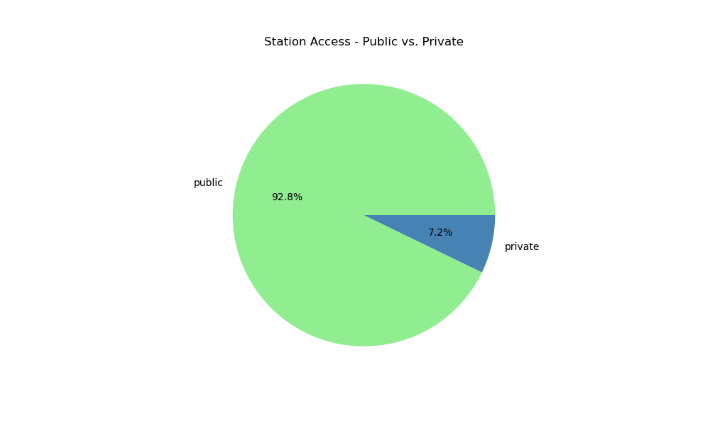 Station Access - Public vs. Private
public
92.8%
7.2%
private